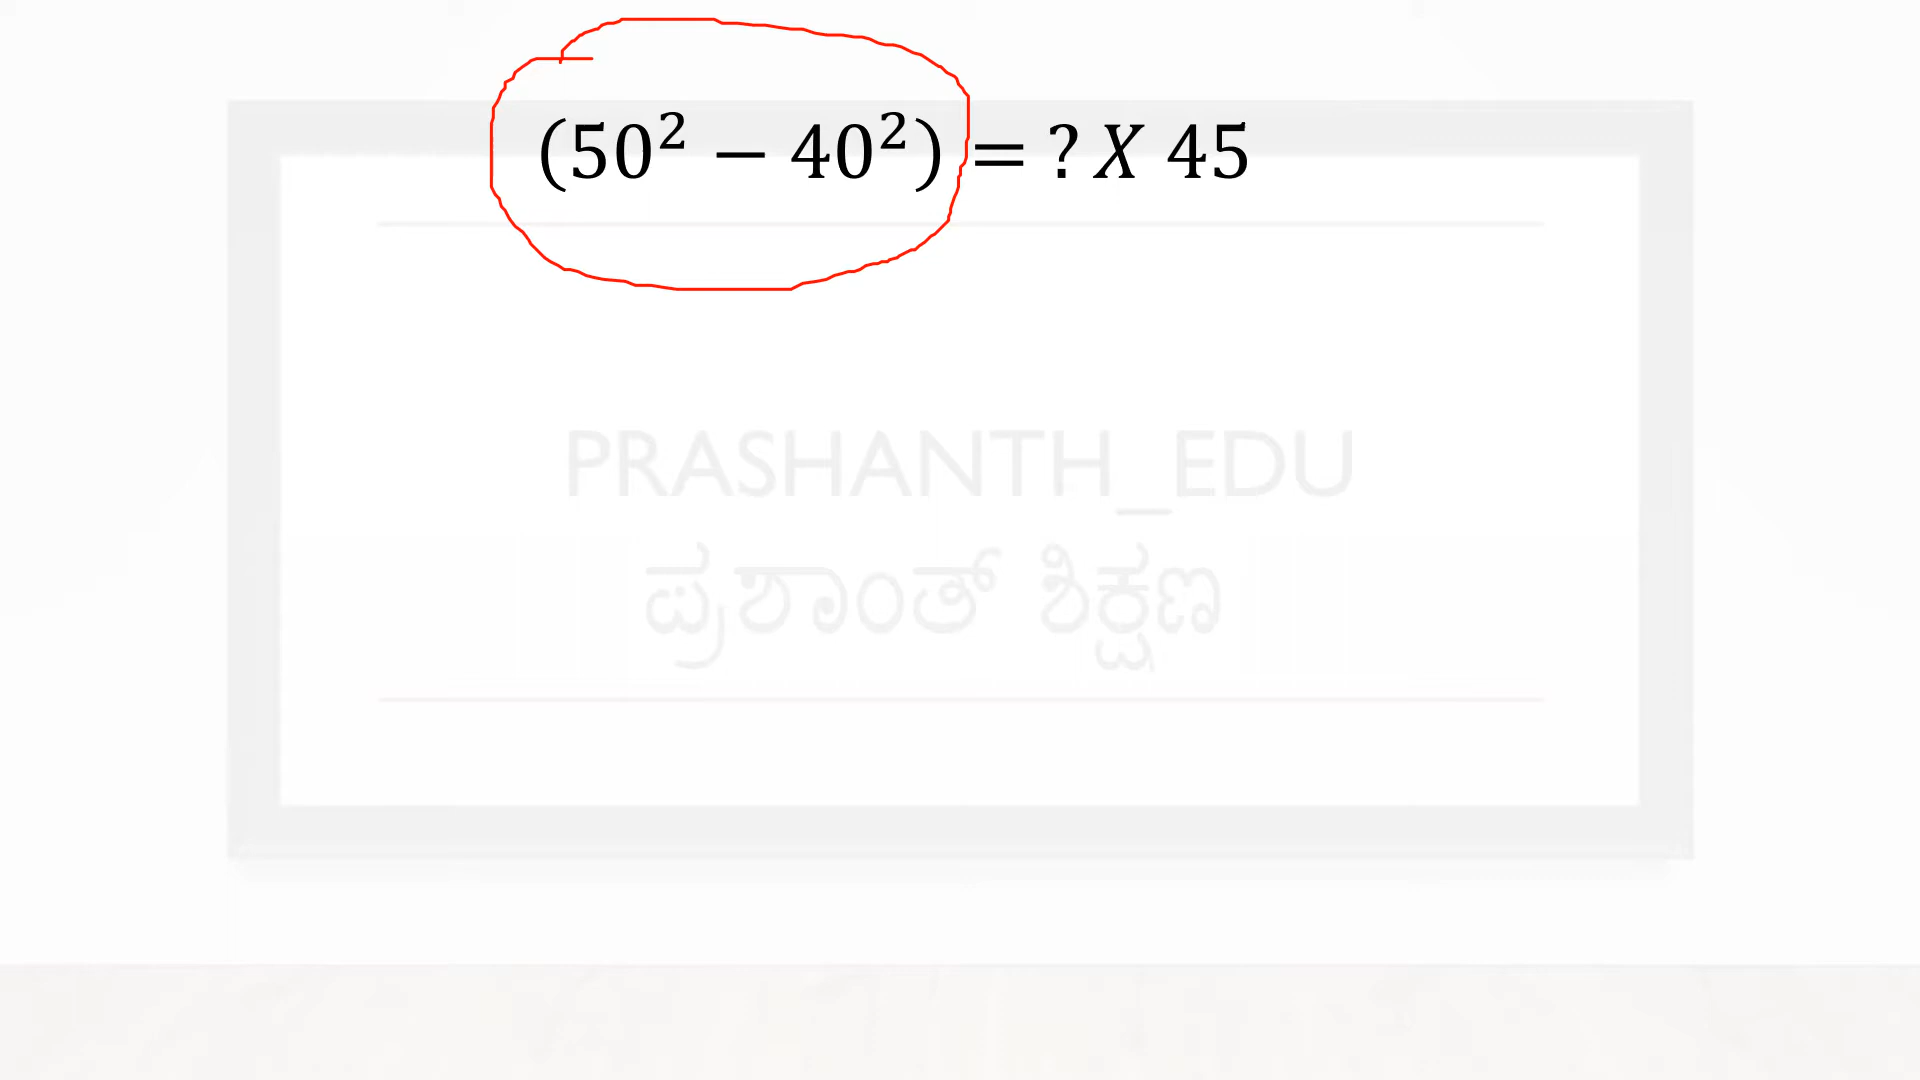 (50² − 40²) = ? X 45
PRASHANTH_EDU
ಪ್ರಶಾಂತ್ ಶಿಕ್ಷಣ